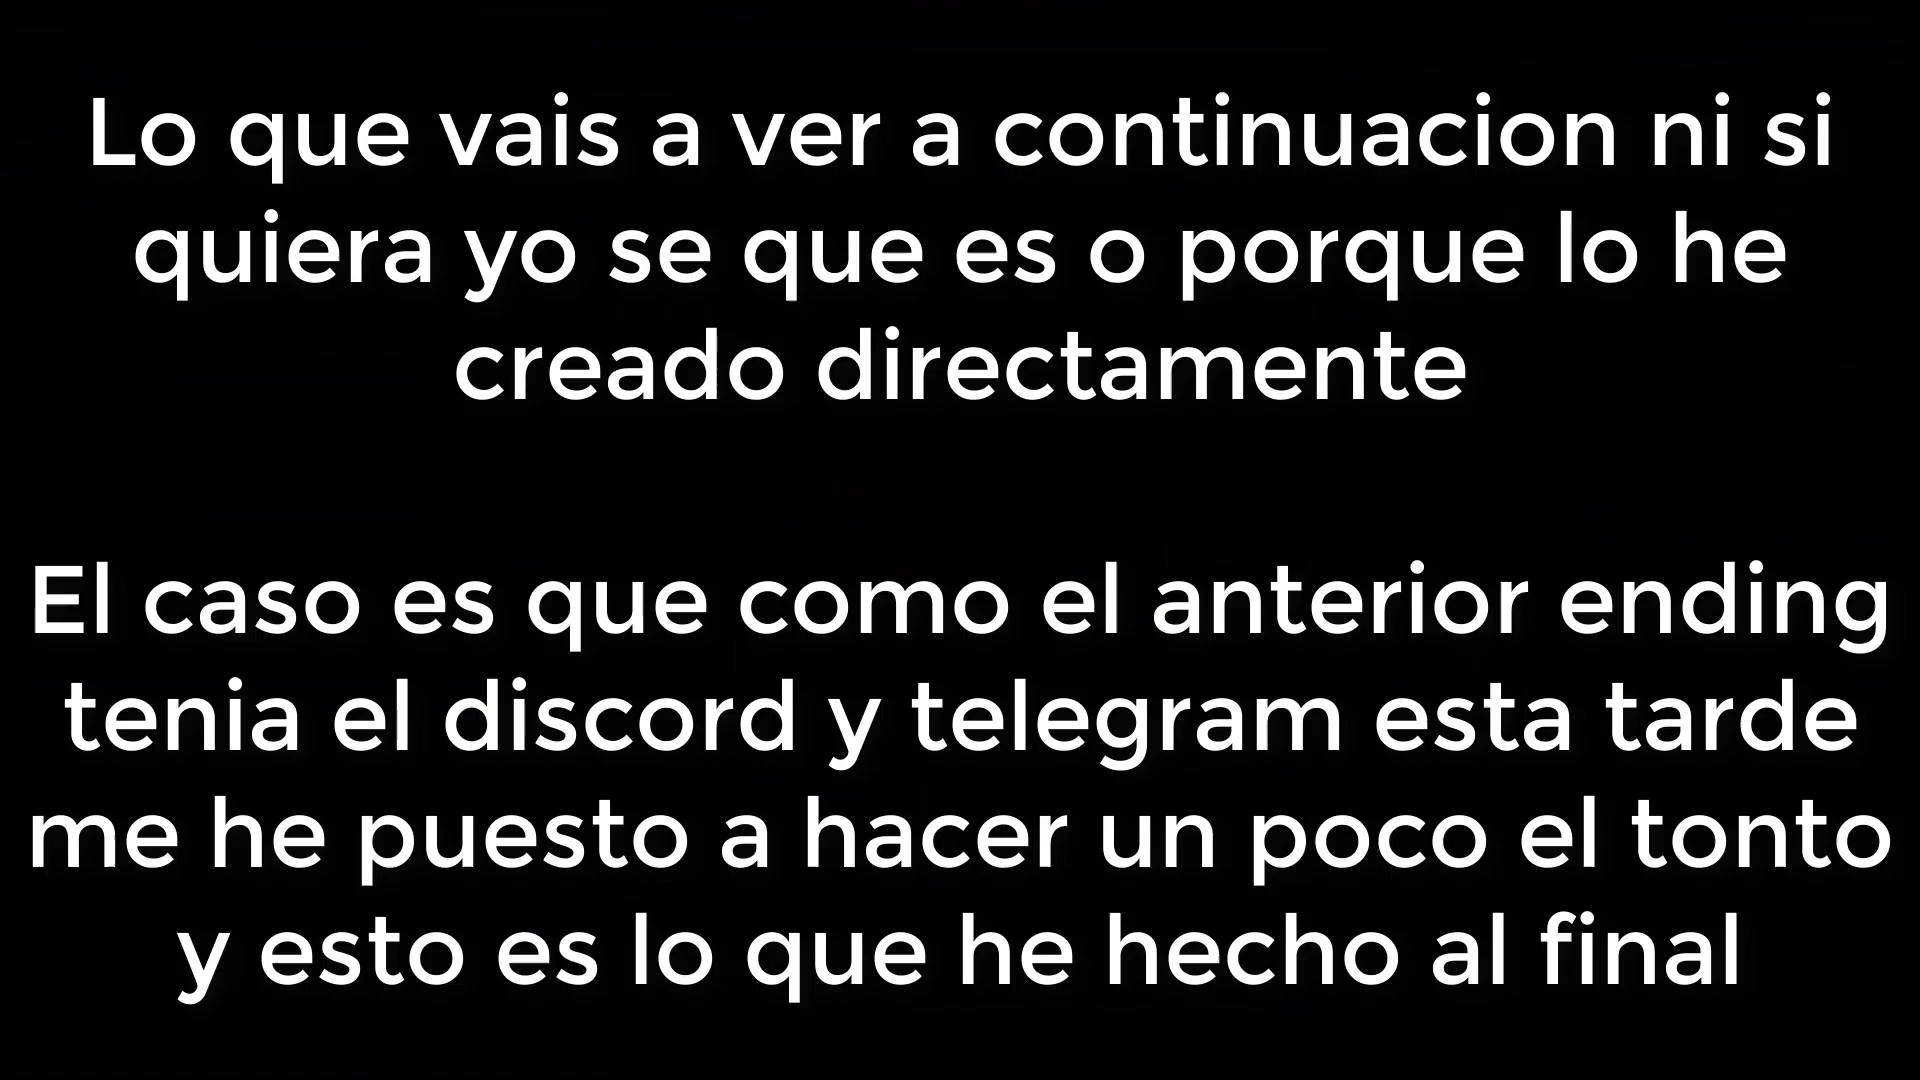 Lo que vais a ver a continuacion ni si
quiera yo se que es o porque lo he
creado directamente
El caso es que como el anterior ending
tenia el discord y telegram esta tarde
me he puesto a hacer un poco el tonto
y esto es lo que he hecho al final